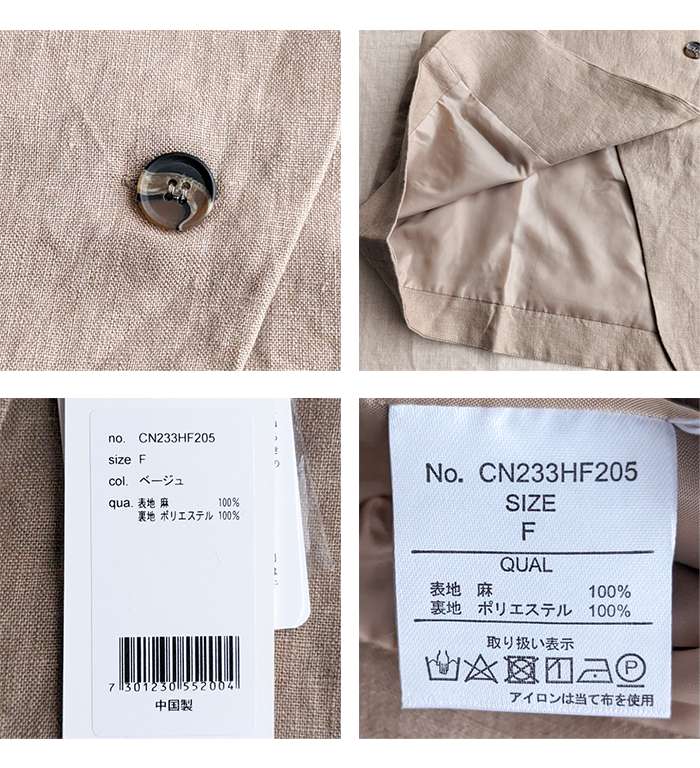 no. CN233HF205
size F
col. ベージュ
qua. 表地 麻 100%
裏地 ポリエステル 100%
7 301230 552004
中国製
No. CN233HF205
SIZE
F
QUAL
表地 麻 100%
裏地 ポリエステル 100%
取り扱い表示
アイロンは当て布を使用